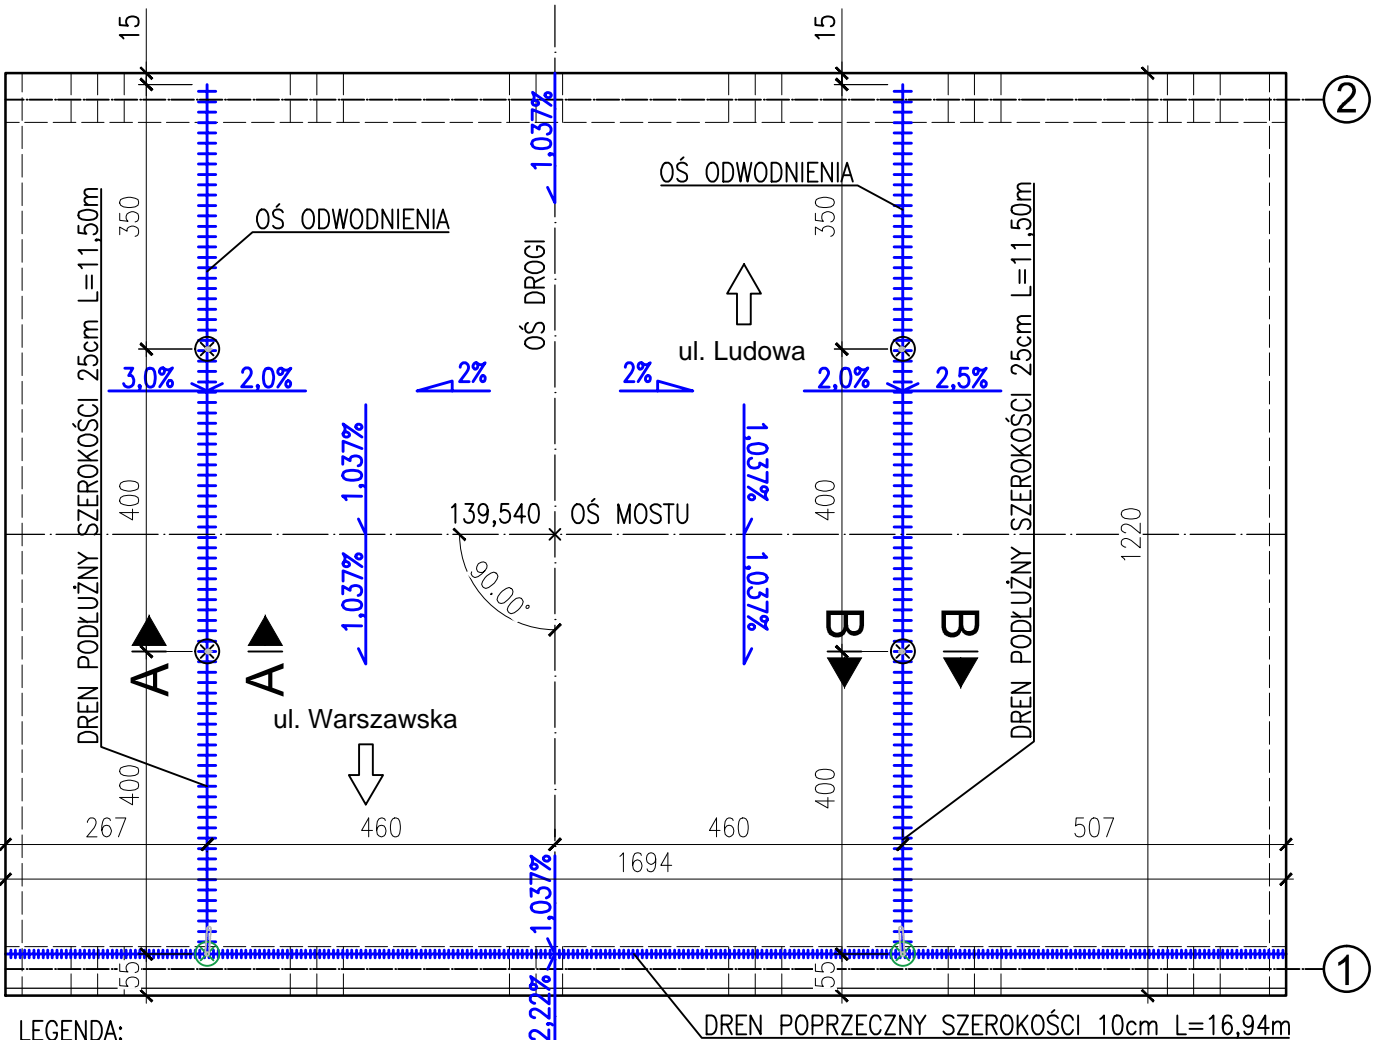 15
15
2
1,037%
OŚ ODWODNIENIA
350
OŚ ODWODNIENIA
350
OŚ DROGI
DREN PODŁUŻNY SZEROKOŚCI 25cm L=11,50m
DREN PODŁUŻNY SZEROKOŚCI 25cm L=11,50m
ul. Ludowa
3,0%
2,0%
2%
2%
2,0%
2,5%
1,037%
1,037%
400
400
139,540
OŚ MOSTU
1220
90.00°
1,037%
1,037%
A
A
B
B
ul. Warszawska
400
400
267
460
460
507
1694
1,037%
55
55
1
2,22%
LEGENDA:
DREN POPRZECZNY SZEROKOŚCI 10cm L=16,94m